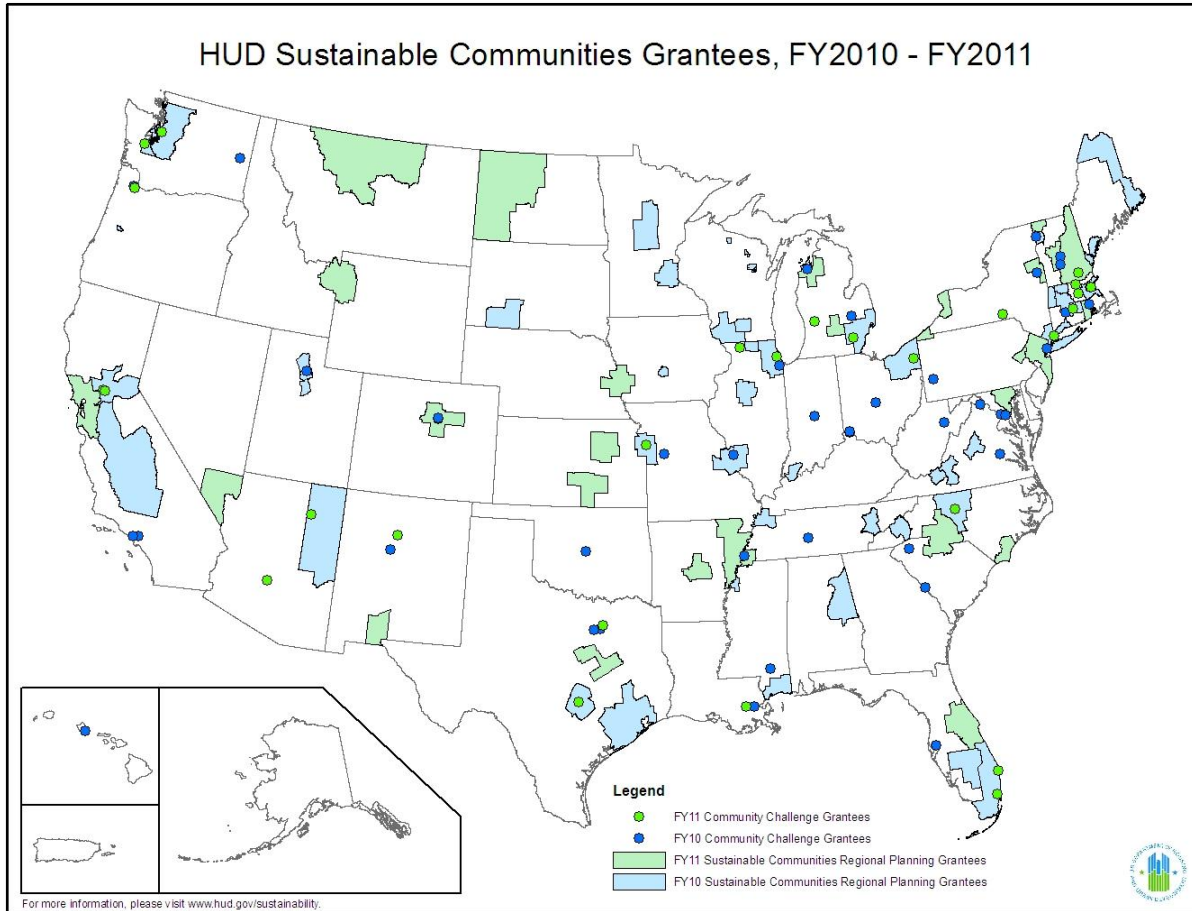 HUD Sustainable Communities Grantees, FY2010 - FY2011
Legend
FY11 Community Challenge Grantees
FY10 Community Challenge Grantees
FY11 Sustainable Communities Regional Planning Grantees
FY10 Sustainable Communities Regional Planning Grantees
For more information, please visit www.hud.gov/sustainability.